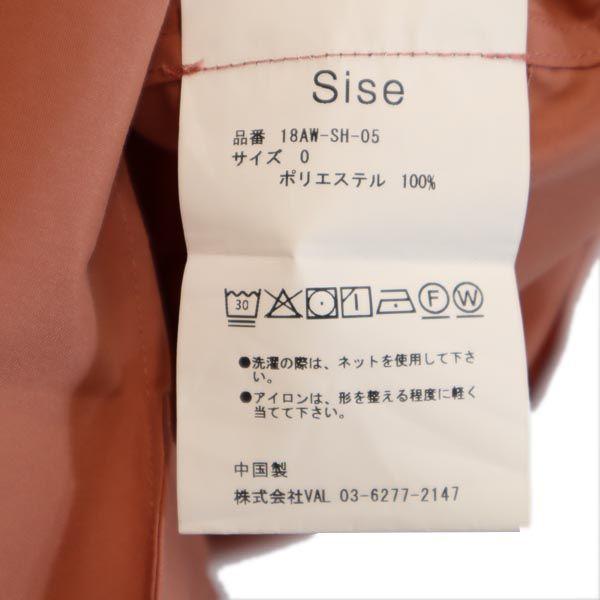 Sise
品番 18AW-SH-05
サイズ 0
ポリエステル 100%
30 F W
●洗濯の際は、ネットを使用して下さ
い。
●アイロンは、形を整える程度に軽く
当てて下さい。
中国製
株式会社VAL 03-6277-2147